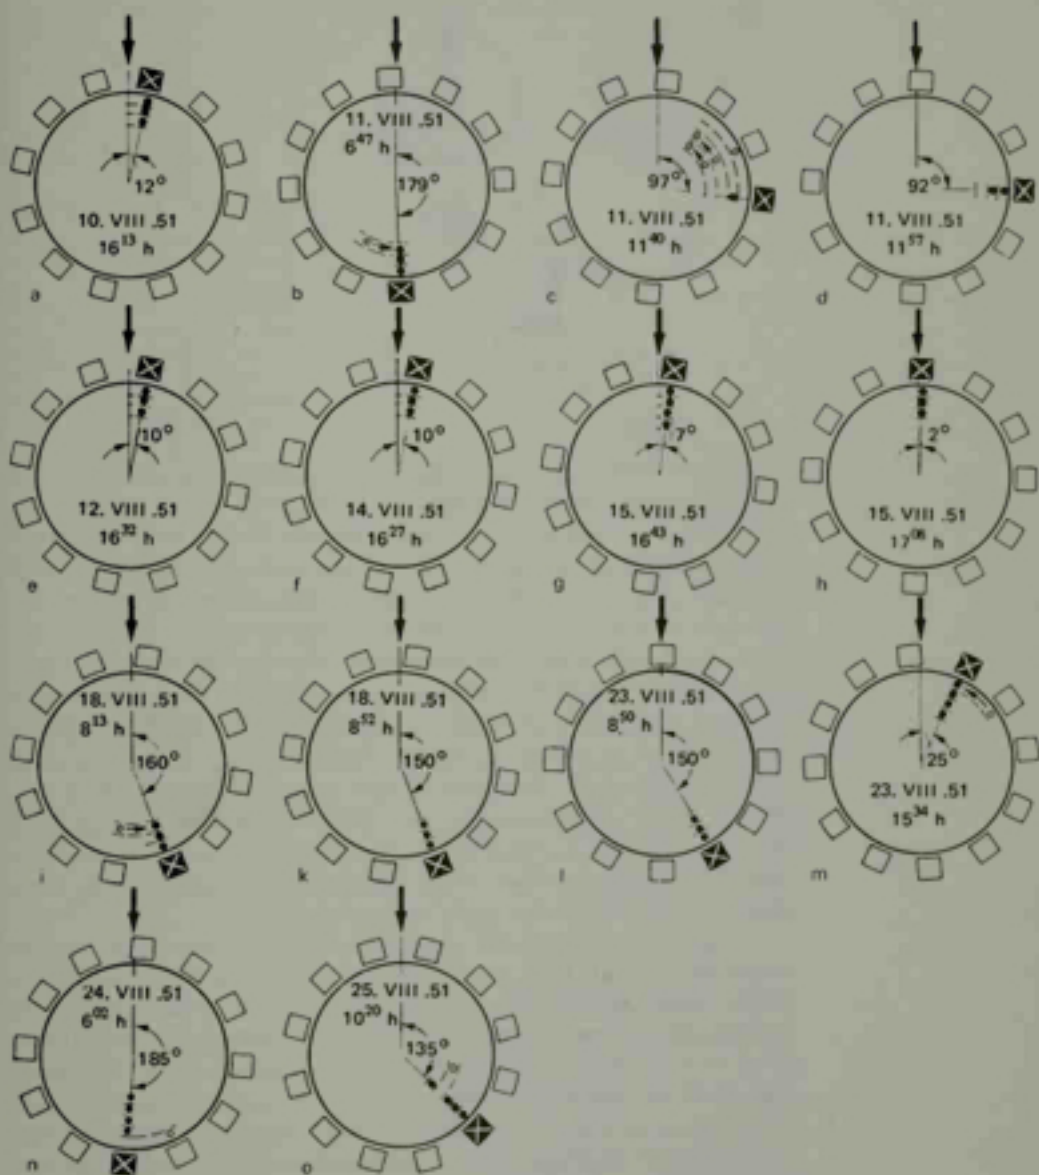 12°
10. VIII .51
16¹³ h
a
11. VIII .51
6⁴⁷ h
179°
b
97°
11. VIII .51
11⁴⁰ h
c
92°
11. VIII .51
11⁵⁷ h
d
10°
12. VIII .51
16³² h
e
10°
14. VIII .51
16²⁷ h
f
7°
15. VIII .51
16⁴³ h
g
2°
15. VIII .51
17⁰⁸ h
h
18. VIII .51
8¹³ h
160°
i
18. VIII .51
8⁵² h
150°
k
23. VIII .51
8⁵⁰ h
150°
l
25°
23. VIII .51
15³⁴ h
m
24. VIII .51
6⁰² h
185°
n
25. VIII .51
10²⁰ h
135°
o